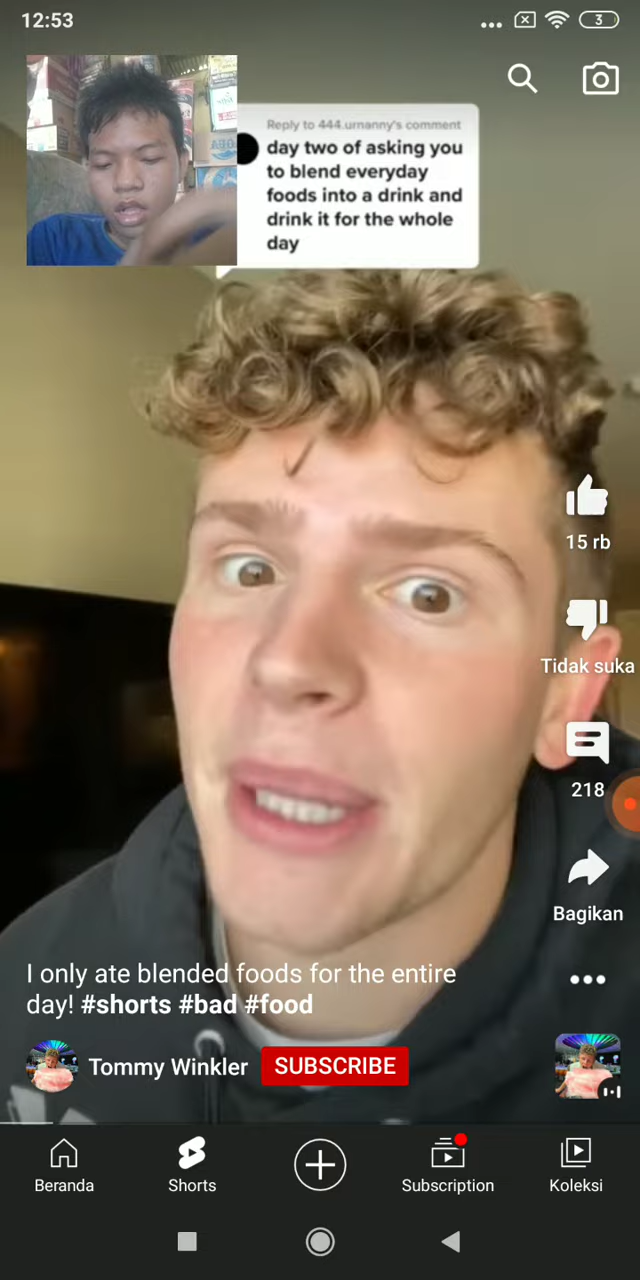 12:53
3
Reply to 444.urnanny's comment
day two of asking you
to blend everyday
foods into a drink and
drink it for the whole
day
15 rb
Tidak suka
218
Bagikan
I only ate blended foods for the entire
day! #shorts #bad #food
Tommy Winkler
SUBSCRIBE
Beranda
Shorts
Subscription
Koleksi